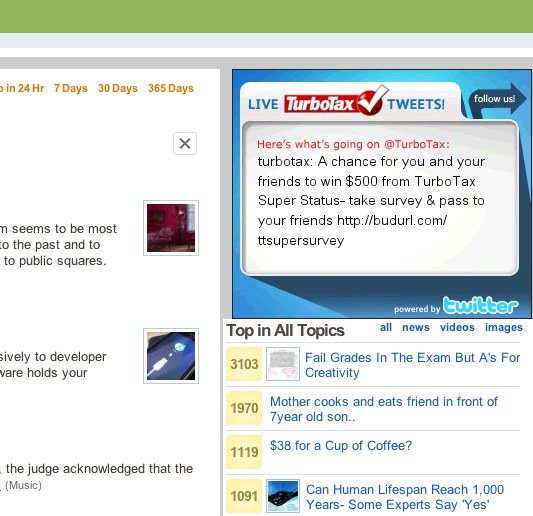 in 24 Hr 7 Days 30 Days 365 Days
seems to be most
to the past and to
to public squares.
to developer
holds your
, the judge acknowledged that the
(Music)
LIVE TurboTax TWEETS!
follow us!
Here's what's going on @TurboTax:
turbotax: A chance for you and your
friends to win $500 from TurboTax
Super Status- take survey & pass to
your friends http://budurl.com/
ttsupersurvey
powered by twitter
Top in All Topics all news videos images
3103 Fail Grades In The Exam But A's For
Creativity
1970 Mother cooks and eats friend in front of
7year old son..
1119 $38 for a Cup of Coffee?
1091 Can Human Lifespan Reach 1,000
Years- Some Experts Say 'Yes'